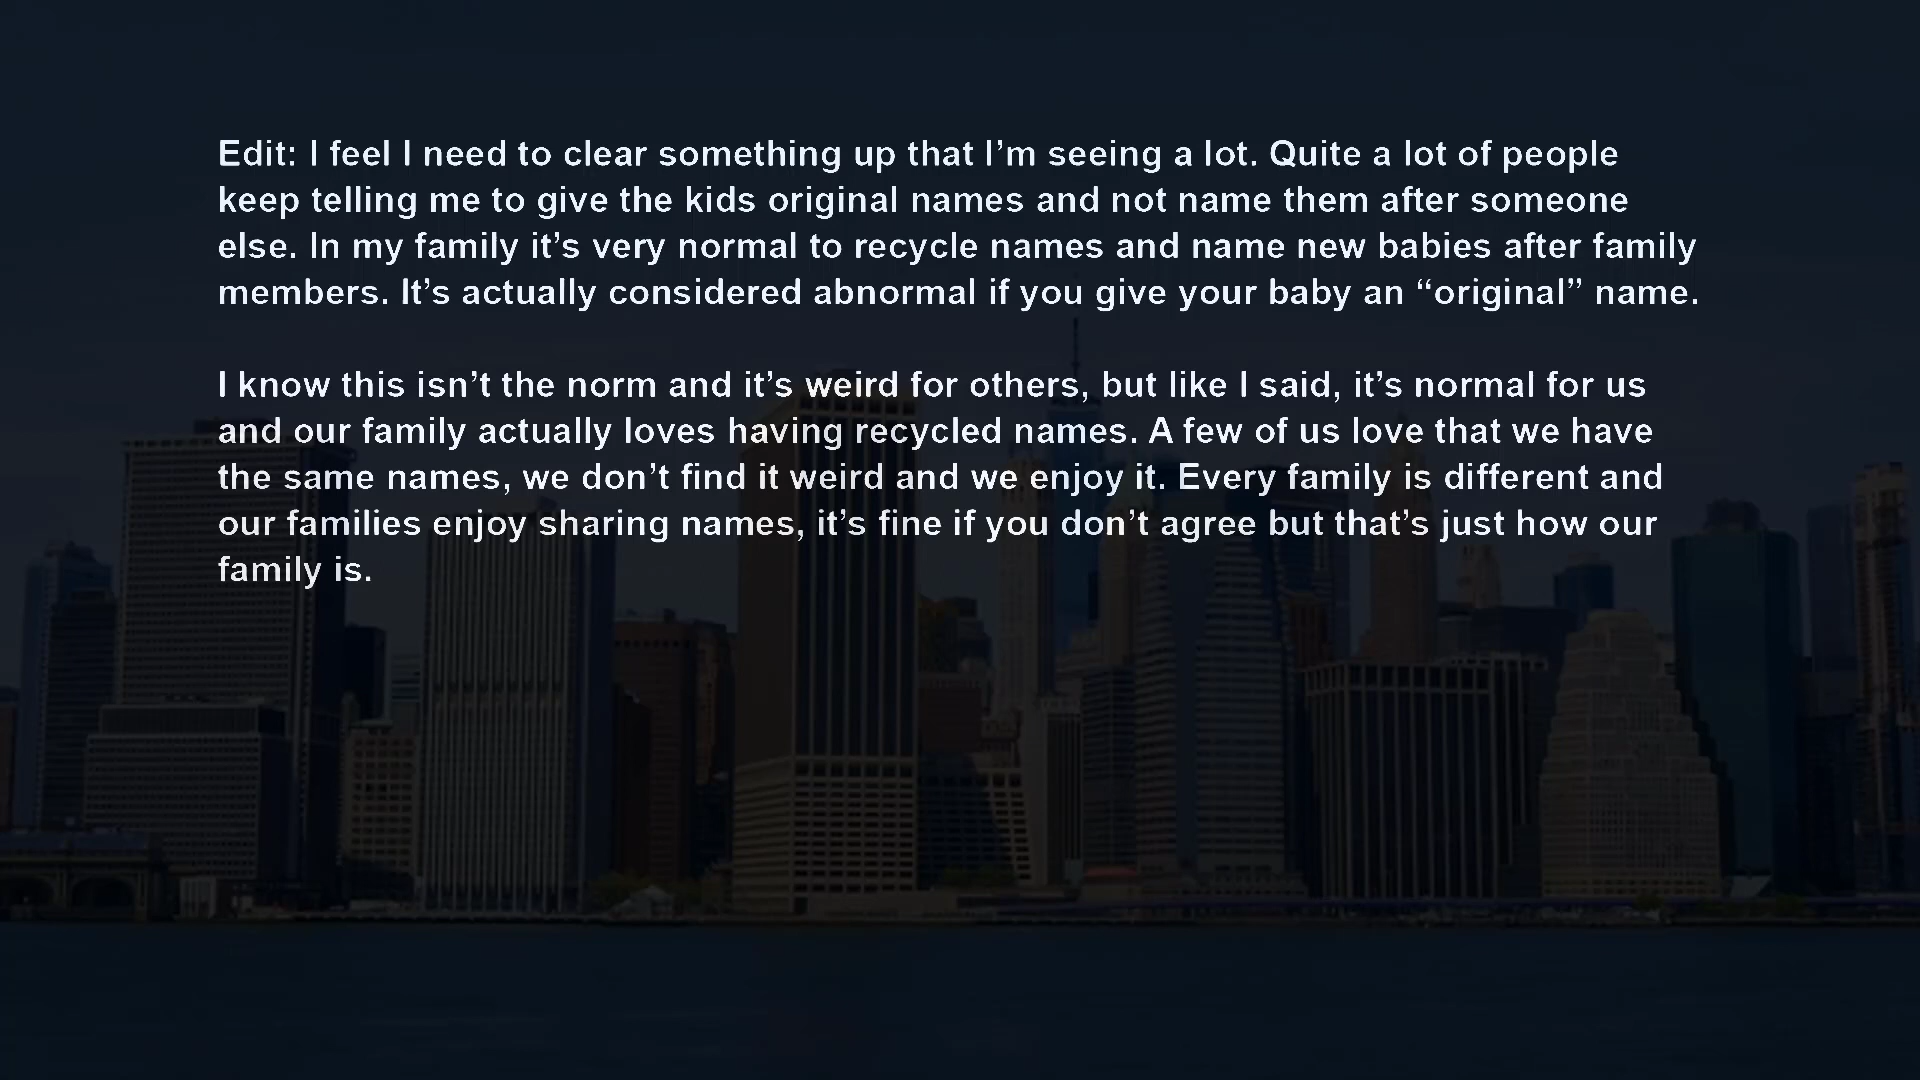 Edit: I feel I need to clear something up that I’m seeing a lot. Quite a lot of people
keep telling me to give the kids original names and not name them after someone
else. In my family it’s very normal to recycle names and name new babies after family
members. It’s actually considered abnormal if you give your baby an “original” name.
I know this isn’t the norm and it’s weird for others, but like I said, it’s normal for us
and our family actually loves having recycled names. A few of us love that we have
the same names, we don’t find it weird and we enjoy it. Every family is different and
our families enjoy sharing names, it’s fine if you don’t agree but that’s just how our
family is.